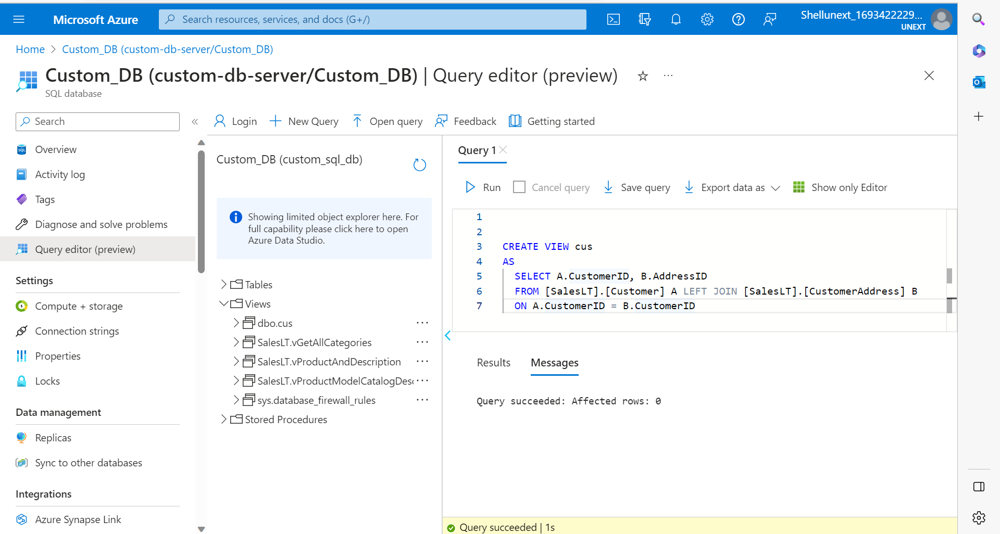 Microsoft Azure
Search resources, services, and docs (G+/)
Shellunext_1693422229...
UNEXT
Home > Custom_DB (custom-db-server/Custom_DB)
Custom_DB (custom-db-server/Custom_DB) | Query editor (preview)
SQL database
Search
Login
New Query
Open query
Feedback
Getting started
SQL
Overview
Activity log
Tags
Diagnose and solve problems
Query editor (preview)
Settings
Compute + storage
Connection strings
Properties
Locks
Data management
Replicas
Sync to other databases
Integrations
Azure Synapse Link
Custom_DB (custom_sql_db)
Showing limited object explorer here. For
full capability please click here to open
Azure Data Studio.
Tables
Views
dbo.cus
SalesLT.vGetAllCategories
SalesLT.vProductAndDescription
SalesLT.vProductModelCatalogDesc
sys.database_firewall_rules
Stored Procedures
Query 1
Run
Cancel query
Save query
Export data as
Show only Editor
1
2
3 CREATE VIEW cus
4 AS
5 SELECT A.CustomerID, B.AddressID
6 FROM [SalesLT].[Customer] A LEFT JOIN [SalesLT].[CustomerAddress] B
7 ON A.CustomerID = B.CustomerID
Results
Messages
Query succeeded: Affected rows: 0
Query succeeded | 1s